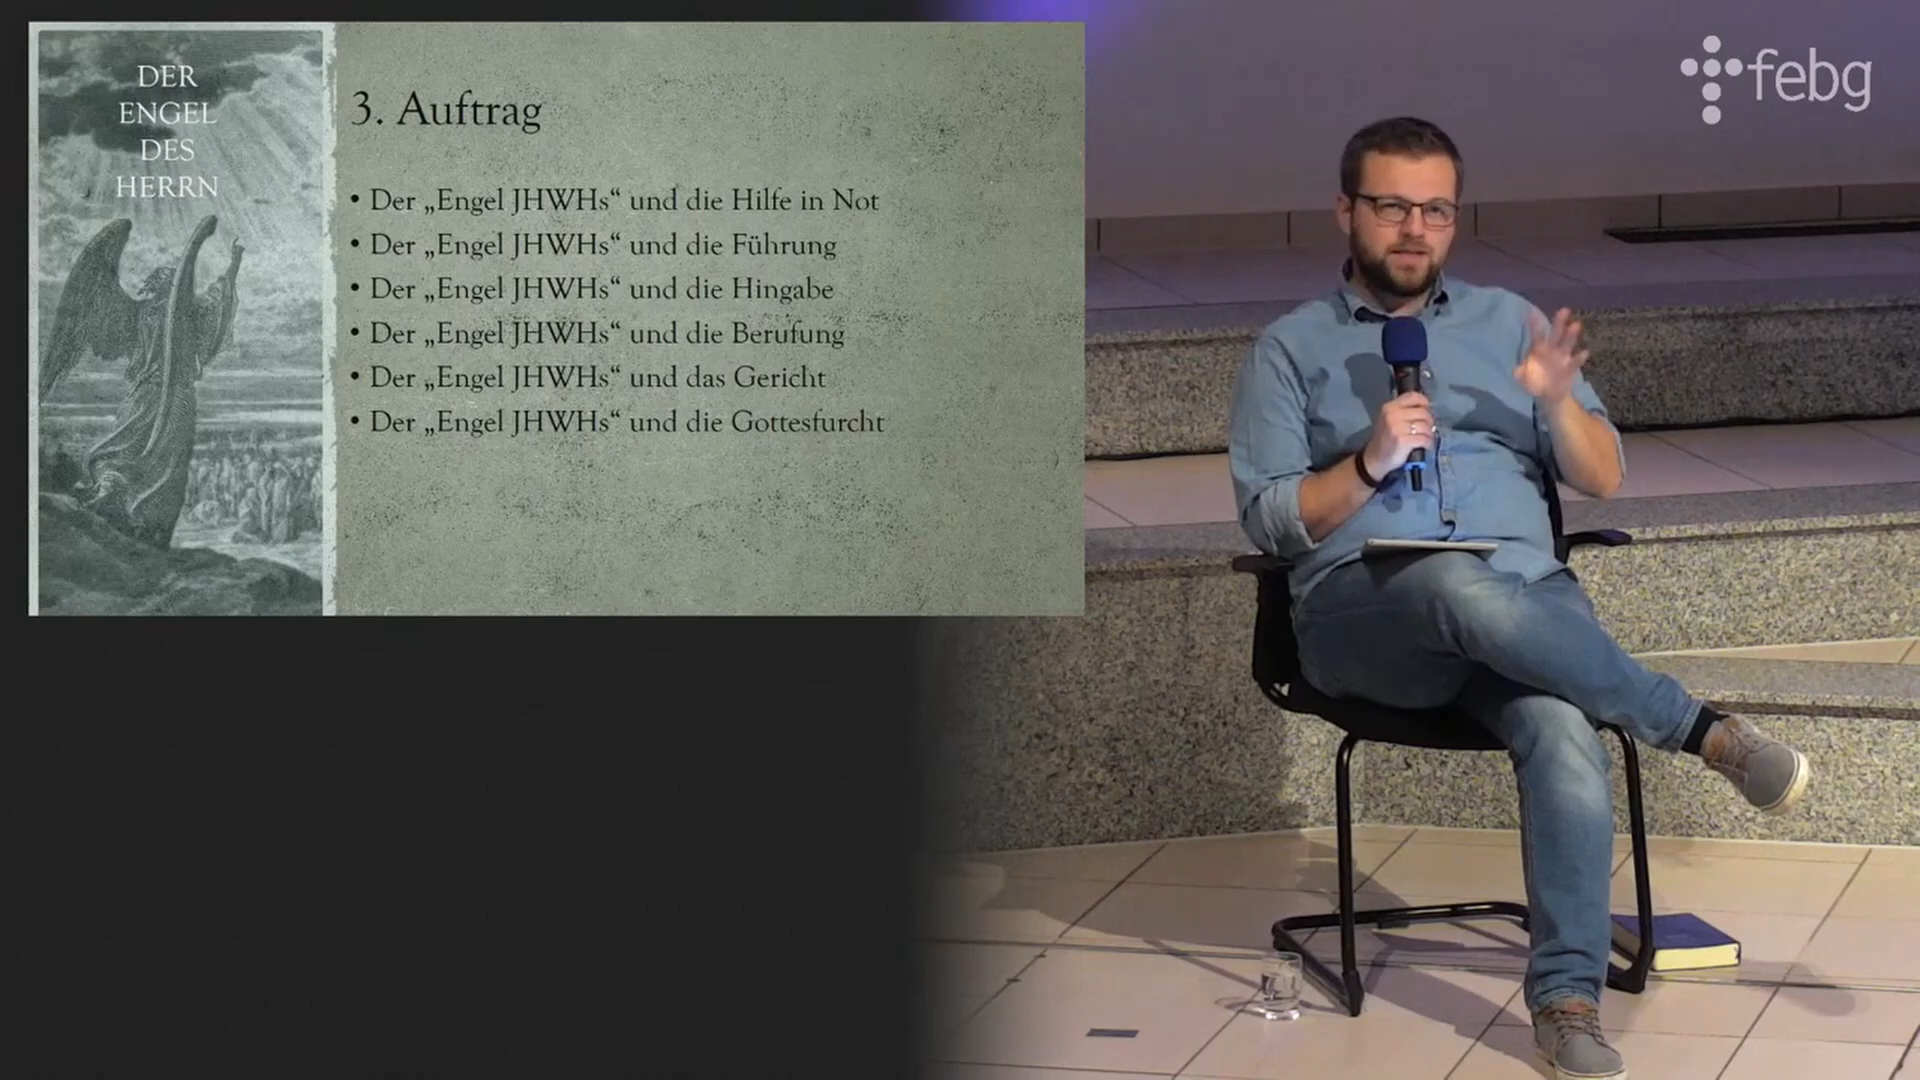 DER
ENGEL
DES
HERRN
3. Auftrag
• Der „Engel JHWHs“ und die Hilfe in Not
• Der „Engel JHWHs“ und die Führung
• Der „Engel JHWHs“ und die Hingabe
• Der „Engel JHWHs“ und die Berufung
• Der „Engel JHWHs“ und das Gericht
• Der „Engel JHWHs“ und die Gottesfurcht
febg